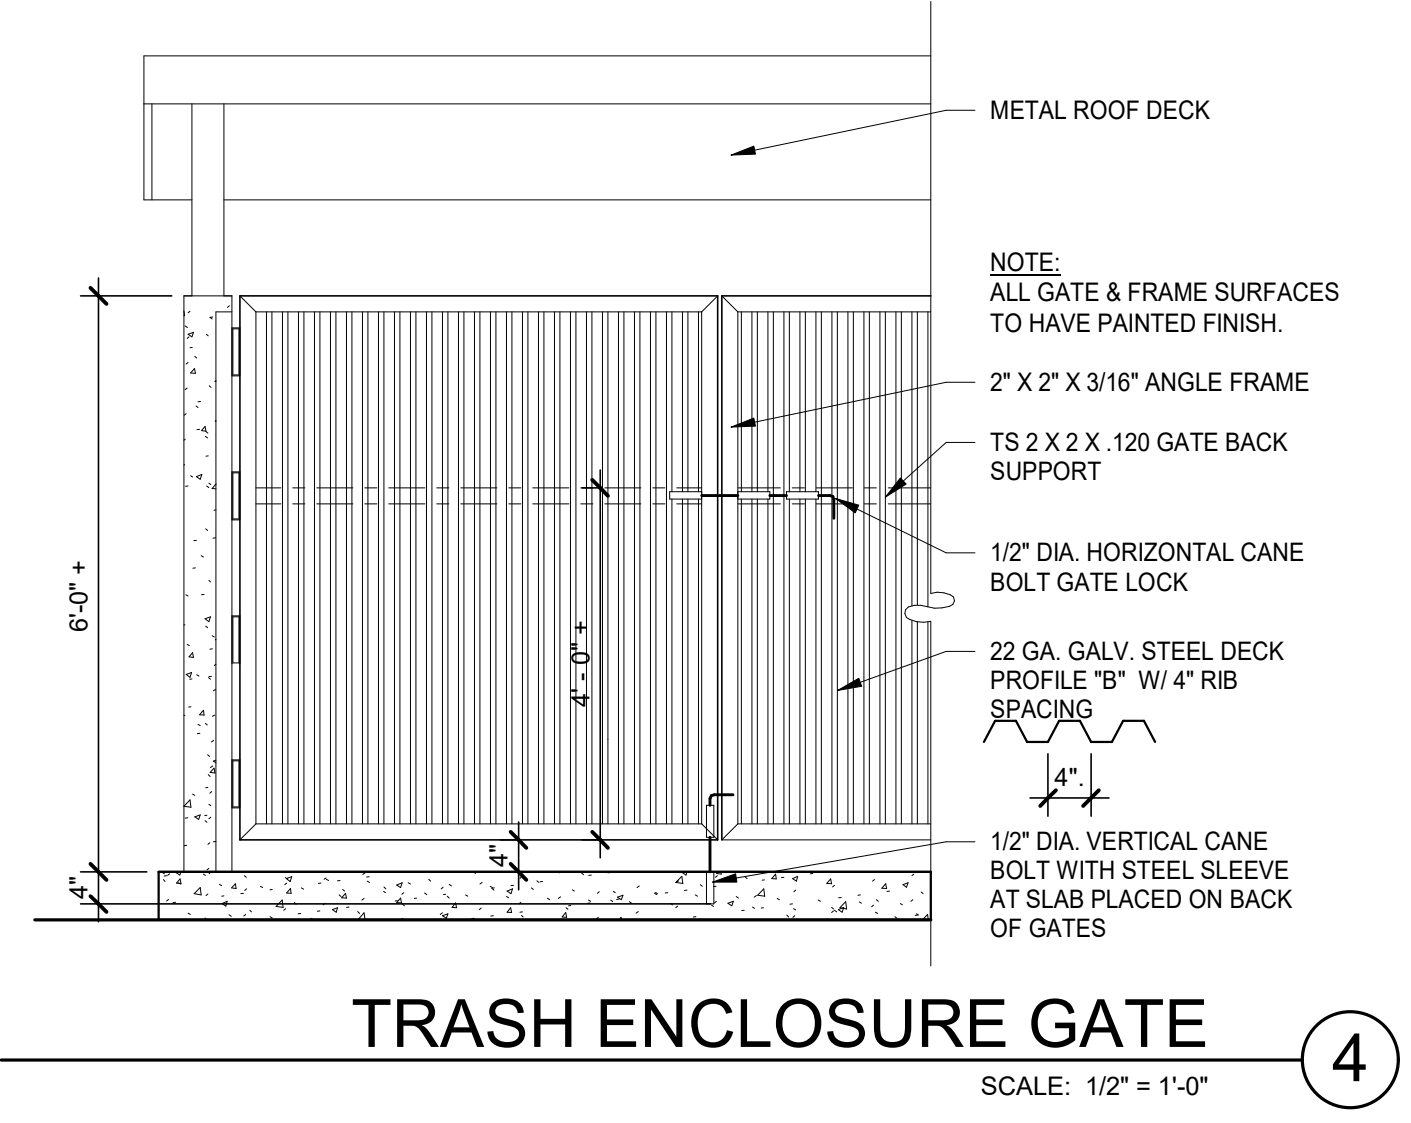 METAL ROOF DECK
NOTE:
ALL GATE & FRAME SURFACES
TO HAVE PAINTED FINISH.
2" X 2" X 3/16" ANGLE FRAME
TS 2 X 2 X .120 GATE BACK
SUPPORT
1/2" DIA. HORIZONTAL CANE
BOLT GATE LOCK
6'-0" +
4' - 0" +
22 GA. GALV. STEEL DECK
PROFILE "B"  W/ 4" RIB
SPACING
4".
4"
4"
1/2" DIA. VERTICAL CANE
BOLT WITH STEEL SLEEVE
AT SLAB PLACED ON BACK
OF GATES
TRASH ENCLOSURE GATE
4
SCALE:  1/2" = 1'-0"